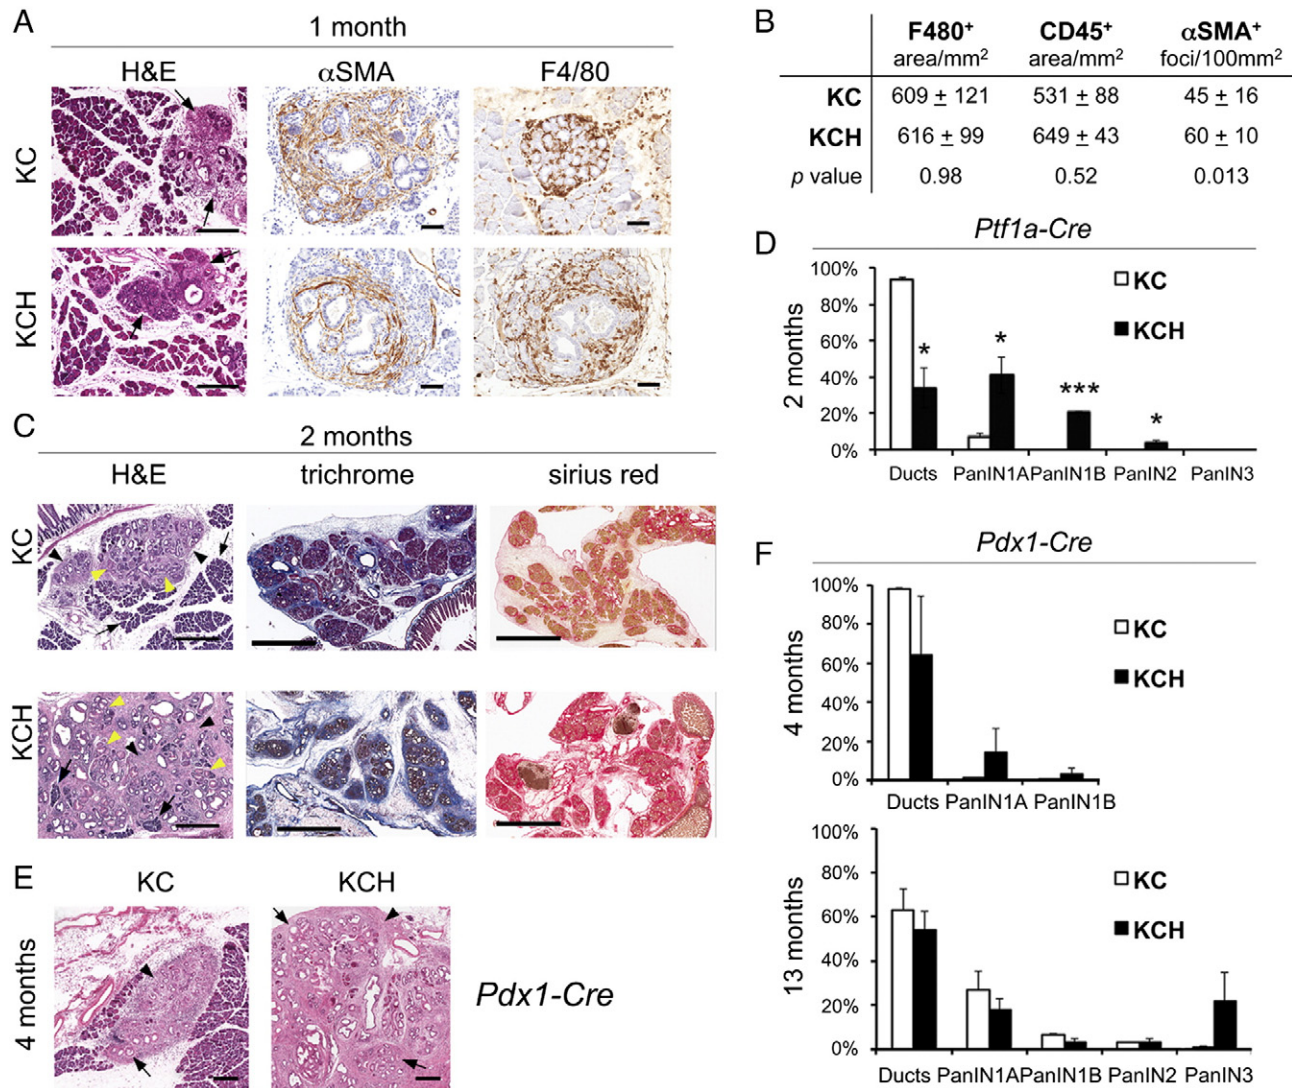 A
1 month
H&E αSMA F4/80
KC
KCH
B
F480+ CD45+ αSMA+
area/mm2 area/mm2 foci/100mm2
KC 609 ± 121 531 ± 88 45 ± 16
KCH 616 ± 99 649 ± 43 60 ± 10
p value 0.98 0.52 0.013
C
2 months
H&E trichrome sirius red
KC
KCH
D
Ptf1a-Cre
2 months
100%
80%
60%
40%
20%
0%
KC
KCH
*
*
***
*
Ducts PanIN1A PanIN1B PanIN2 PanIN3
E
KC KCH
4 months
Pdx1-Cre
F
Pdx1-Cre
4 months
100%
80%
60%
40%
20%
0%
KC
KCH
Ducts PanIN1A PanIN1B
13 months
100%
80%
60%
40%
20%
0%
KC
KCH
Ducts PanIN1A PanIN1B PanIN2 PanIN3